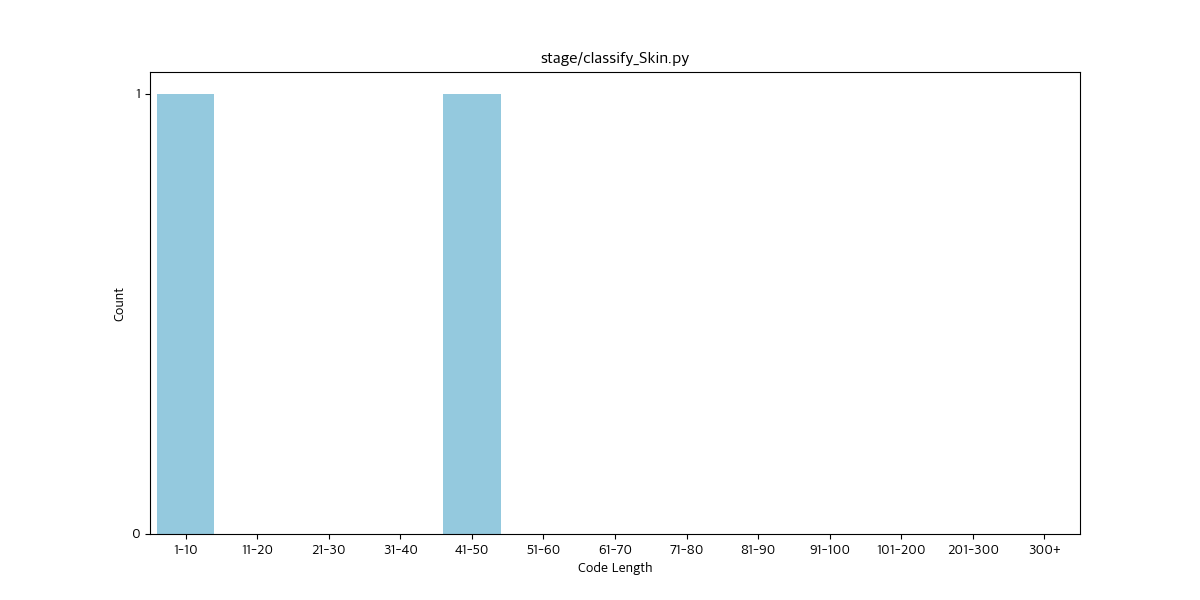 stage/classify_Skin.py
1
0
Count
1-10 11-20 21-30 31-40 41-50 51-60 61-70 71-80 81-90 91-100 101-200 201-300 300+
Code Length